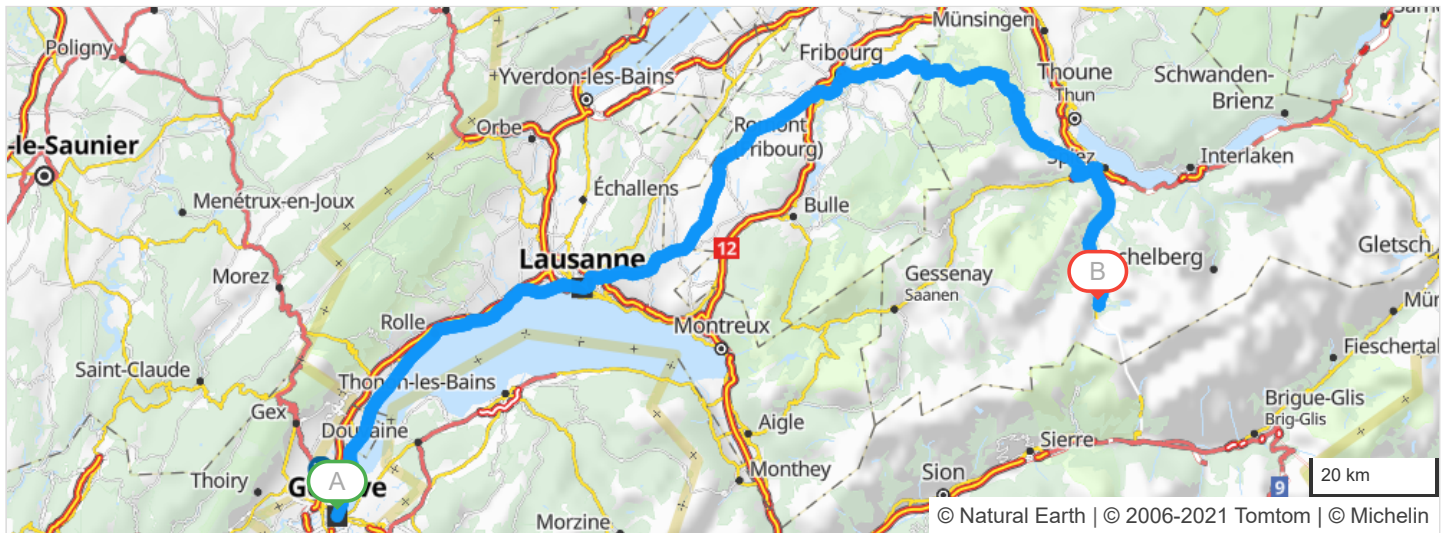 Münsingen
Poligny
Fribourg
+Yverdon-les-Bains
Thoune
Thun
Schwanden-
Brienz
Orbe
-le-Saunier
Romont
Interlaken
Échallens
Menétrux-en-Joux
Bulle
12
Lausanne
Gletsch
chelberg
B
Morez
Gessenay
Saanen
Rolle
Montreux
Fieschertal
Saint-Claude
Thonon-les-Bains
Brigue-Glis
Brig-Glis
Gex
Aigle
Sierre
Thoiry
A
Monthey
Sion
20 km
9
Morzine
© Natural Earth | © 2006-2021 Tomtom | © Michelin